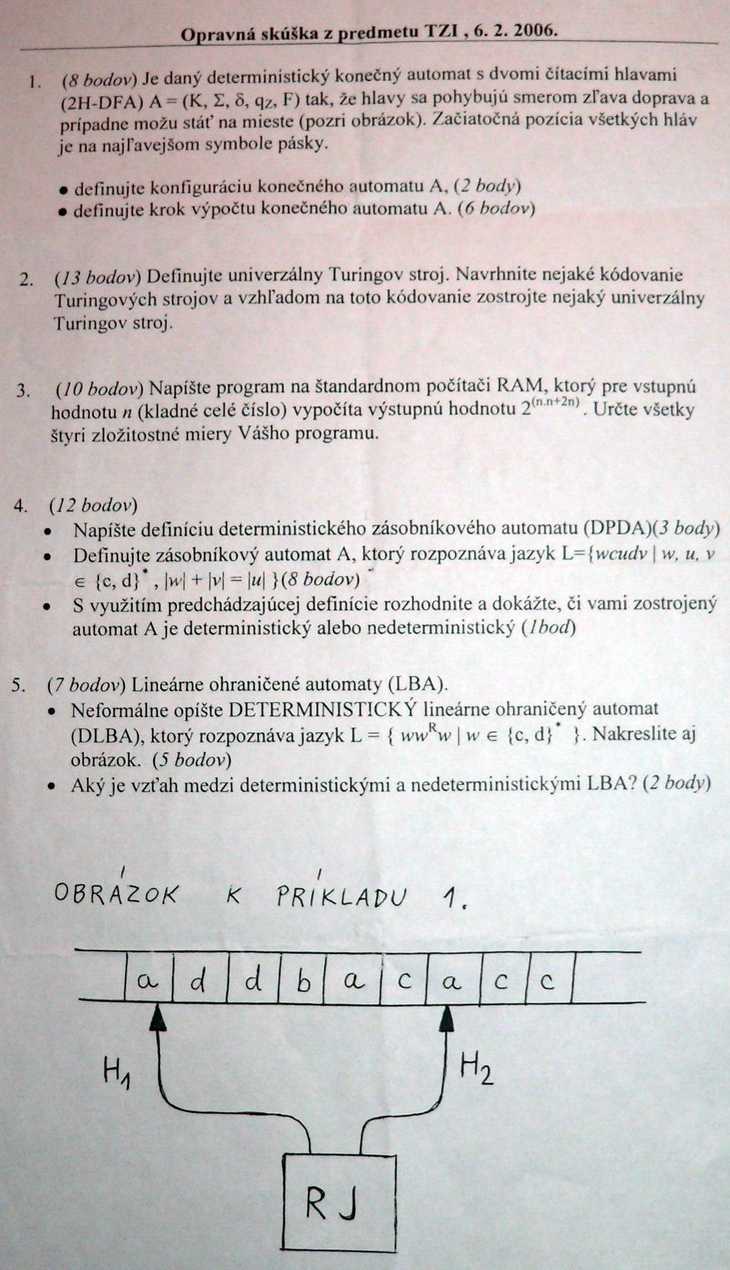 Opravná skúška z predmetu TZI , 6. 2. 2006.
1. (8 bodov) Je daný deterministický konečný automat s dvomi čítacími hlavami
(2H-DFA) A = (K, Σ, δ, qZ, F) tak, že hlavy sa pohybujú smerom zľava doprava a
prípadne možu stáť na mieste (pozri obrázok). Začiatočná pozícia všetkých hláv
je na najľavejšom symbole pásky.
● definujte konfiguráciu konečného automatu A, (2 body)
● definujte krok výpočtu konečného automatu A. (6 bodov)
2. (13 bodov) Definujte univerzálny Turingov stroj. Navrhnite nejaké kódovanie
Turingových strojov a vzhľadom na toto kódovanie zostrojte nejaký univerzálny
Turingov stroj.
3. (10 bodov) Napíšte program na štandardnom počítači RAM, ktorý pre vstupnú
hodnotu n (kladné celé číslo) vypočíta výstupnú hodnotu 2^(n.n+2n) . Určte všetky
štyri zložitostné miery Vášho programu.
4. (12 bodov)
• Napíšte definíciu deterministického zásobníkového automatu (DPDA)(3 body)
• Definujte zásobníkový automat A, ktorý rozpoznáva jazyk L={wcudv | w, u, v
∈ {c, d}* , |w| + |v| = |u| }(8 bodov)
• S využitím predchádzajúcej definície rozhodnite a dokážte, či vami zostrojený
automat A je deterministický alebo nedeterministický (1bod)
5. (7 bodov) Lineárne ohraničené automaty (LBA).
• Neformálne opíšte DETERMINISTICKÝ lineárne ohraničený automat
(DLBA), ktorý rozpoznáva jazyk L = { wwᴿw | w ∈ {c, d}* }. Nakreslite aj
obrázok. (5 bodov)
• Aký je vzťah medzi deterministickými a nedeterministickými LBA? (2 body)
OBRÁZOK K PRÍKLADU 1.
a d d b a c a c c
H1 H2
RJ